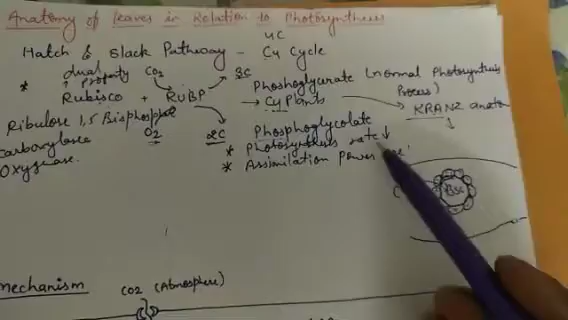 Anatomy of leaves in Relation to Photosynthesis
4C
Hatch & Slack Pathway – C4 Cycle
dual property
CO2
3C
Phosphoglycerate (normal Photosynthesis Process)
* Rubisco + RUBP
→ C4 Plants
KRANZ
Ribulose 1,5 Bisphosphate
Carboxylase
Oxygenase.
O2
2C
Phosphoglycolate
* Photosynthesis rate ↓
* Assimilation Power
BSC
Mechanism
CO2 (Atmosphere)